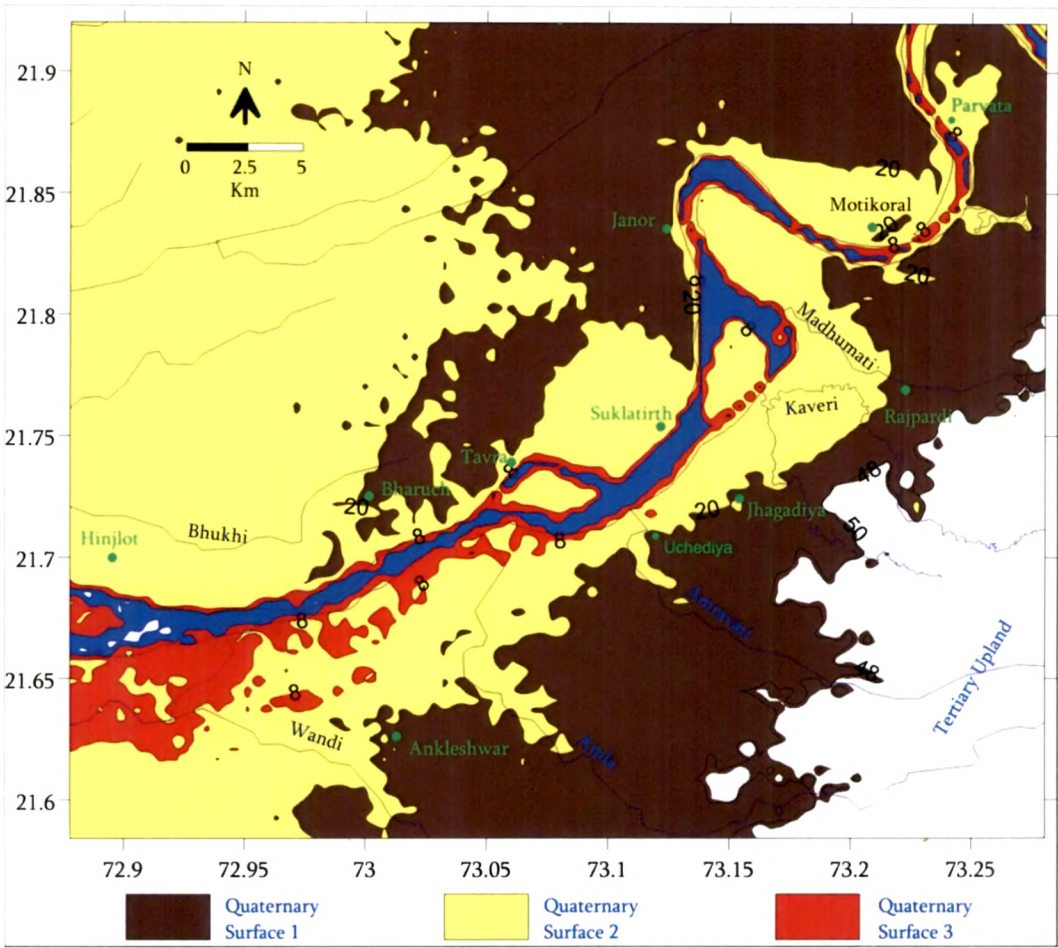 21.9
N
Parvata
8
0 2.5 5
Km
20
21.85
Motikoral
Janor
20
8
8
20
21.8
20
8
Madhumati
Kaveri
Rajpardi
Suklatirth
21.75
Tavra
48
Bharuch
20
20
Jhagadiya
50
Bhukhi
8
8
Uchediya
Hinjlot
21.7
8
Amravati
8
48
21.65
8
Tertiary Upland
Wandi
Ankleshwar
Amla
21.6
72.9 72.95 73 73.05 73.1 73.15 73.2 73.25
Quaternary
Surface 1
Quaternary
Surface 2
Quaternary
Surface 3